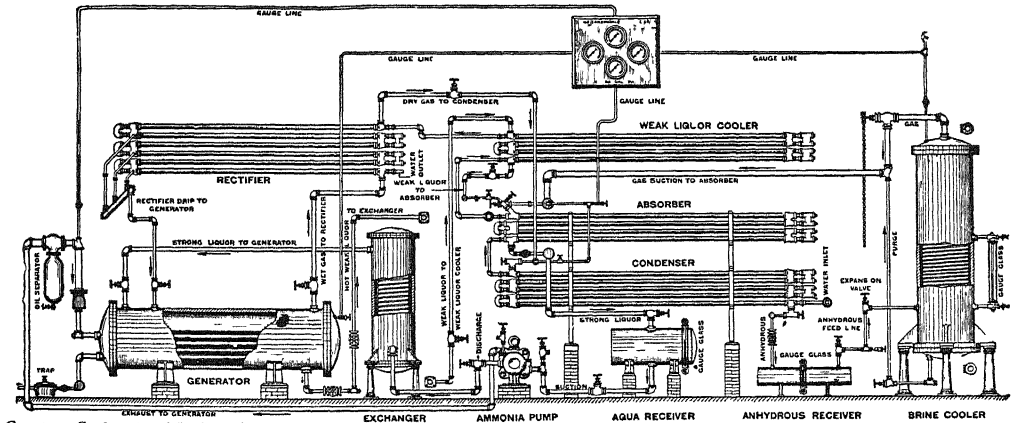 GAUGE LINE
GAUGE LINE
GAUGE LINE
GAUGE LINE
DRY GAS TO CONDENSER
WEAK LIQUOR COOLER
GAS
WATER OUTLET
RECTIFIER
WEAK LIQUOR
TO
ABSORBER
GAS SUCTION TO ABSORBER
RECTIFIER DRIP TO
GENERATOR
TO EXCHANGER
ABSORBER
STRONG LIQUOR TO GENERATOR
WET GAS TO RECTIFIER
HOT WEAK LIQUOR
PURGE
OIL SEPARATOR
CONDENSER
WATER INLET
GAUGE GLASS
WEAK LIQUOR TO
WEAK LIQUOR COOLER
EXPANSION
VALVE
ANHYDROUS
FEED LINE
STRONG LIQUOR
DISCHARGE
GAUGE GLASS
ANHYDROUS
GAUGE GLASS
TRAP
GENERATOR
SUCTION
EXHAUST TO GENERATOR
EXCHANGER
AMMONIA PUMP
AQUA RECEIVER
ANHYDROUS RECEIVER
BRINE COOLER